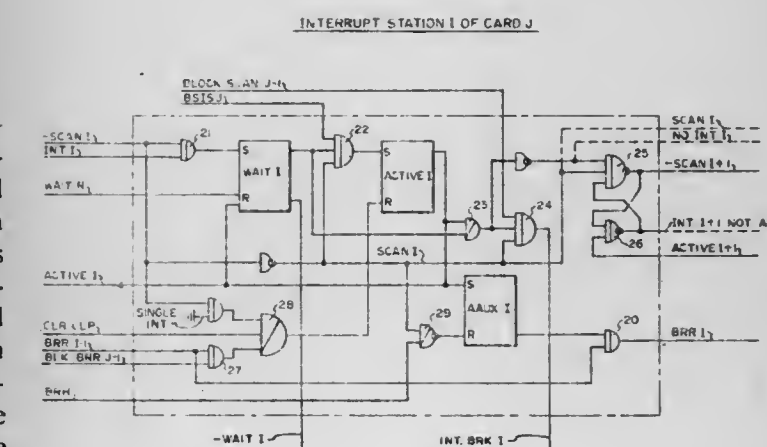 INTERRUPT STATION I OF CARD J
BLOCK SCAN J-1
BSIS J
-SCAN I
INT I
21
WAIT I
S
R
22
ACTIVE I
S
R
SCAN I
NO INT I
25
-SCAN I+1
WAIT R
23
24
INT I+1 NOT A
26
ACTIVE I+1
SCAN I
ACTIVE I
SINGLE INT
28
AAUX I
S
R
29
20
CLR
BRR I-1
BLK BRR J-1
27
BRR I
-WAIT I
INT. BRK I